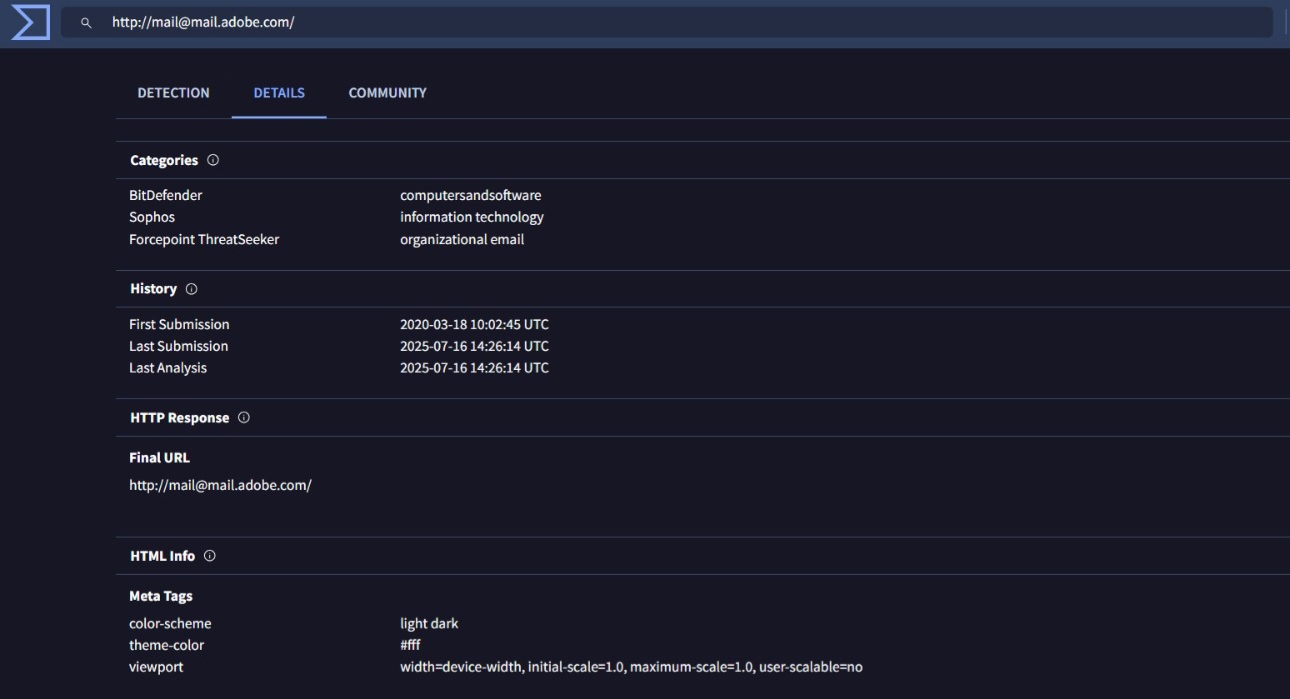 http://mail@mail.adobe.com/
DETECTION DETAILS COMMUNITY
Categories
BitDefender computersandsoftware
Sophos information technology
Forcepoint ThreatSeeker organizational email
History
First Submission 2020-03-18 10:02:45 UTC
Last Submission 2025-07-16 14:26:14 UTC
Last Analysis 2025-07-16 14:26:14 UTC
HTTP Response
Final URL
http://mail@mail.adobe.com/
HTML Info
Meta Tags
color-scheme light dark
theme-color #fff
viewport width=device-width, initial-scale=1.0, maximum-scale=1.0, user-scalable=no